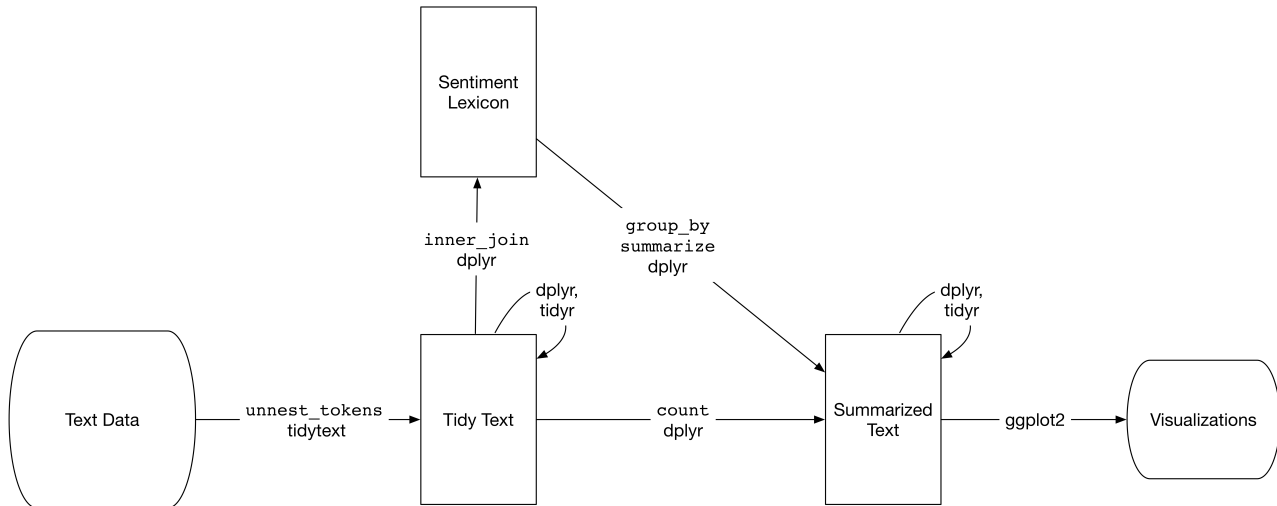 Sentiment
Lexicon
group_by
summarize
dplyr
inner_join
dplyr
dplyr,
tidyr
dplyr,
tidyr
Text Data
unnest_tokens
tidytext
Tidy Text
count
dplyr
Summarized
Text
ggplot2
Visualizations